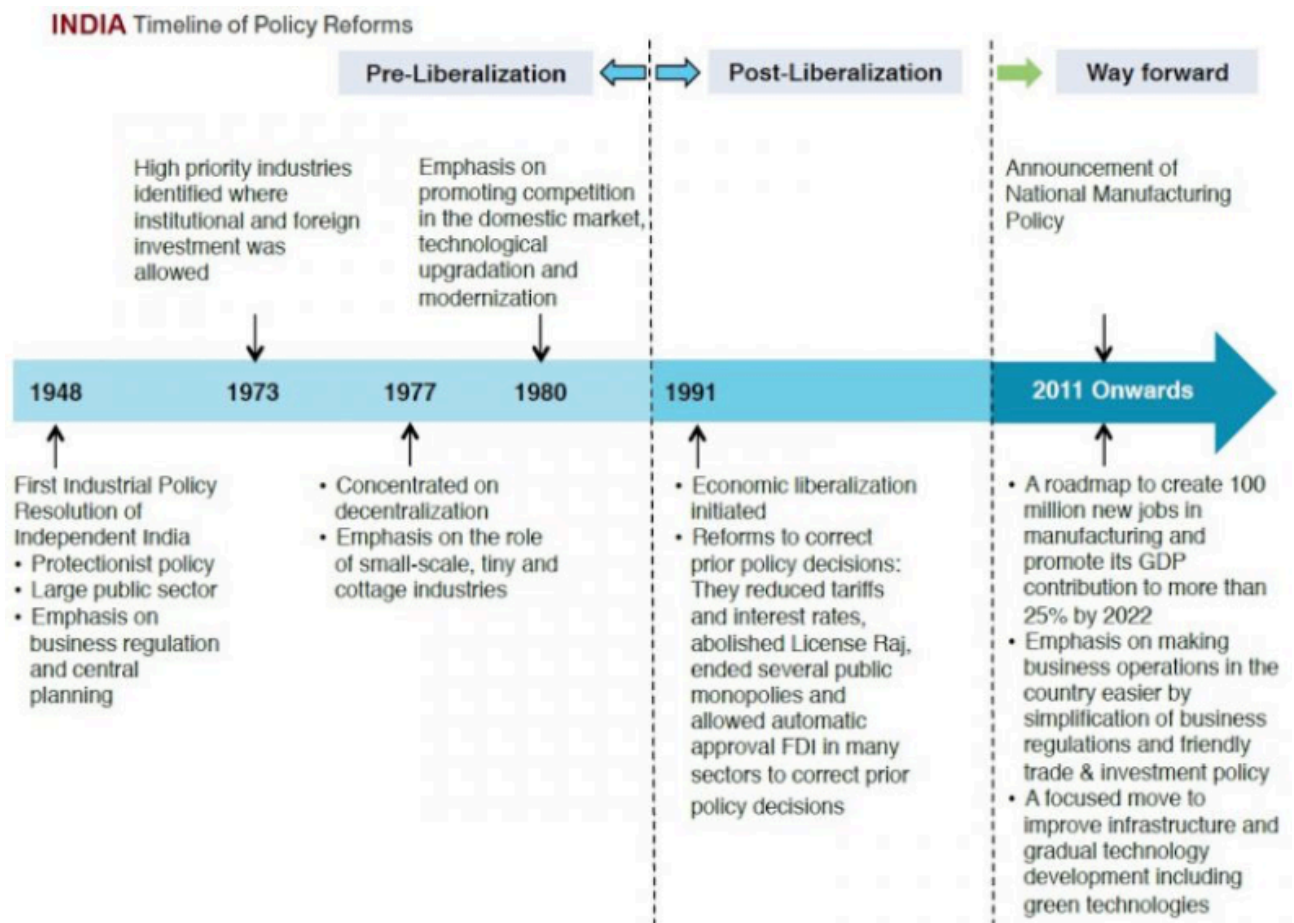 INDIA Timeline of Policy Reforms
Pre-Liberalization
Post-Liberalization
Way forward
High priority industries
identified where
institutional and foreign
investment was
allowed
Emphasis on
promoting competition
in the domestic market,
technological
upgradation and
modernization
Announcement of
National Manufacturing
Policy
1948
1973
1977
1980
1991
2011 Onwards
First Industrial Policy
Resolution of
Independent India
• Protectionist policy
• Large public sector
• Emphasis on
business regulation
and central
planning
• Concentrated on
decentralization
• Emphasis on the role
of small-scale, tiny and
cottage industries
• Economic liberalization
initiated
• Reforms to correct
prior policy decisions:
They reduced tariffs
and interest rates,
abolished License Raj,
ended several public
monopolies and
allowed automatic
approval FDI in many
sectors to correct prior
policy decisions
• A roadmap to create 100
million new jobs in
manufacturing and
promote its GDP
contribution to more than
25% by 2022
• Emphasis on making
business operations in the
country easier by
simplification of business
regulations and friendly
trade & investment policy
• A focused move to
improve infrastructure and
gradual technology
development including
green technologies